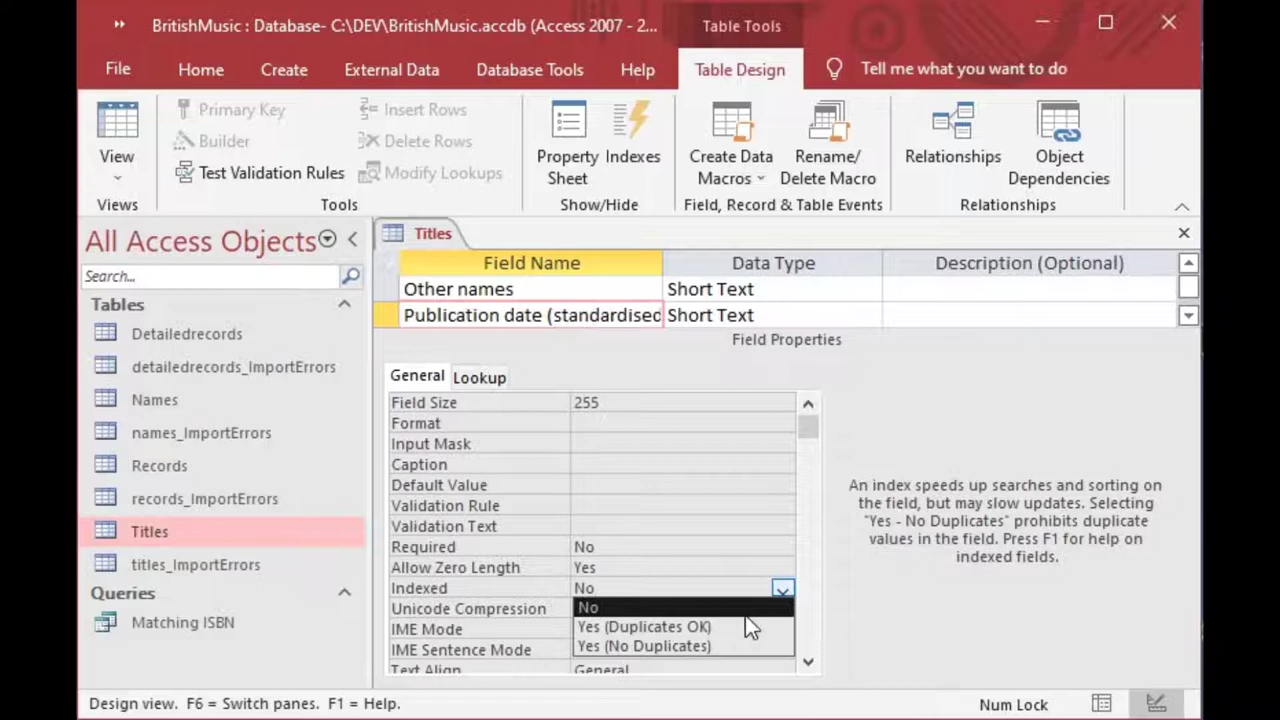 BritishMusic : Database- C:\DEV\BritishMusic.accdb (Access 2007 - 2...
Table Tools
File
Home
Create
External Data
Database Tools
Help
Table Design
Tell me what you want to do
View
Views
Primary Key
Builder
Test Validation Rules
Insert Rows
Delete Rows
Modify Lookups
Tools
Property
Sheet
Indexes
Show/Hide
Create Data
Macros
Rename/
Delete Macro
Field, Record & Table Events
Relationships
Object
Dependencies
Relationships
All Access Objects
Search...
Tables
Detailedrecords
detailedrecords_ImportErrors
Names
names_ImportErrors
Records
records_ImportErrors
Titles
titles_ImportErrors
Queries
Matching ISBN
Titles
Field Name
Data Type
Description (Optional)
Other names
Short Text
Publication date (standardised
Short Text
Field Properties
General
Lookup
Field Size
255
Format
Input Mask
Caption
Default Value
Validation Rule
Validation Text
Required
No
Allow Zero Length
Yes
Indexed
No
Unicode Compression
No
Yes (Duplicates OK)
Yes (No Duplicates)
IME Mode
IME Sentence Mode
Text Align
General
An index speeds up searches and sorting on
the field, but may slow updates. Selecting
"Yes - No Duplicates" prohibits duplicate
values in the field. Press F1 for help on
indexed fields.
Design view. F6 = Switch panes. F1 = Help.
Num Lock